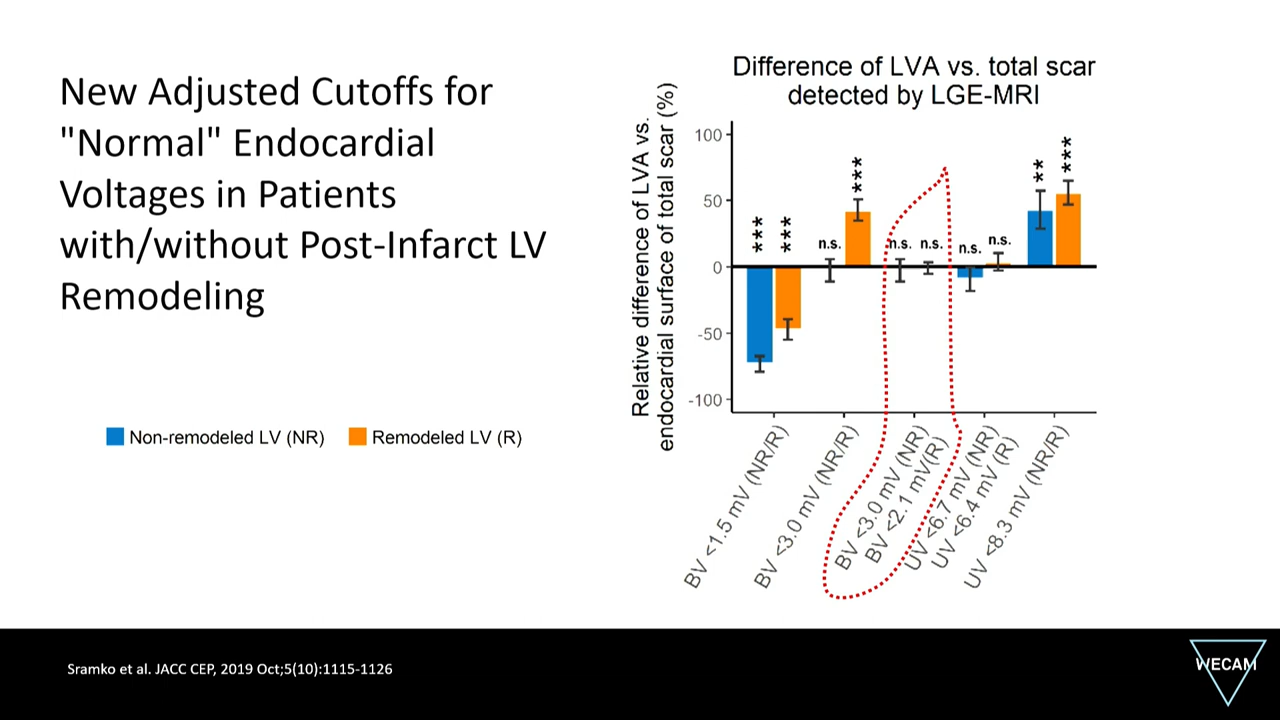 New Adjusted Cutoffs for
"Normal" Endocardial
Voltages in Patients
with/without Post-Infarct LV
Remodeling
Non-remodeled LV (NR)
Remodeled LV (R)
Difference of LVA vs. total scar
detected by LGE-MRI
Relative difference of LVA vs.
endocardial surface of total scar (%)
100
50
0
-50
-100
***
***
n.s.
***
n.s.
n.s.
n.s.
n.s.
**
***
BV <1.5 mV (NR/R)
BV <3.0 mV (NR/R)
BV <3.0 mV (NR)
BV <2.1 mV(R)
UV <6.7 mV (NR)
UV <6.4 mV (R)
UV <8.3 mV (NR/R)
Sramko et al. JACC CEP, 2019 Oct;5(10):1115-1126
WECAM